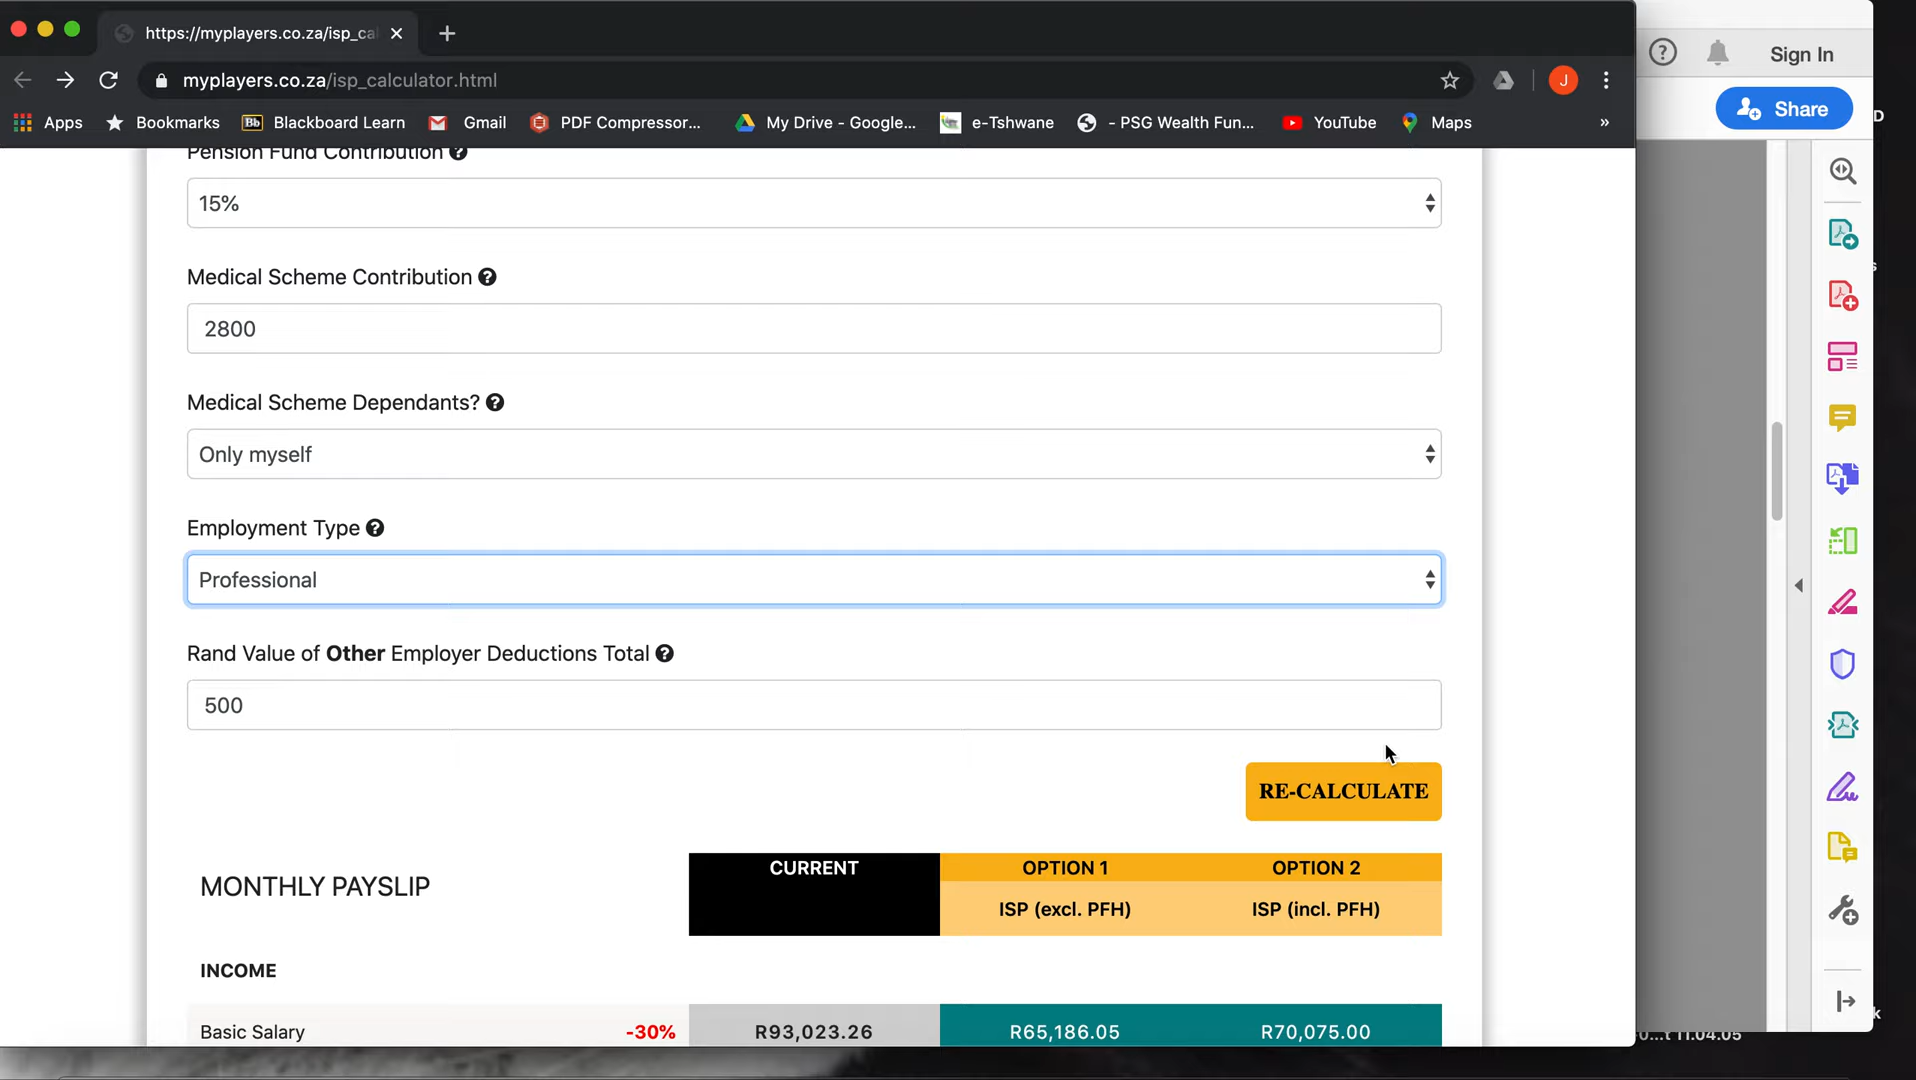 https://myplayers.co.za/isp_ca
Sign In
myplayers.co.za/isp_calculator.html
J
Share
Apps
Bookmarks
Bb
Blackboard Learn
Gmail
PDF Compressor...
My Drive - Google...
e-Tshwane
- PSG Wealth Fun...
YouTube
Maps
»
D
Pension Fund Contribution
15%
Medical Scheme Contribution
2800
Medical Scheme Dependants?
Only myself
Employment Type
Professional
Rand Value of Other Employer Deductions Total
500
RE-CALCULATE
MONTHLY PAYSLIP
CURRENT
OPTION 1
OPTION 2
ISP (excl. PFH)
ISP (incl. PFH)
INCOME
Basic Salary
-30%
R93,023.26
R65,186.05
R70,075.00